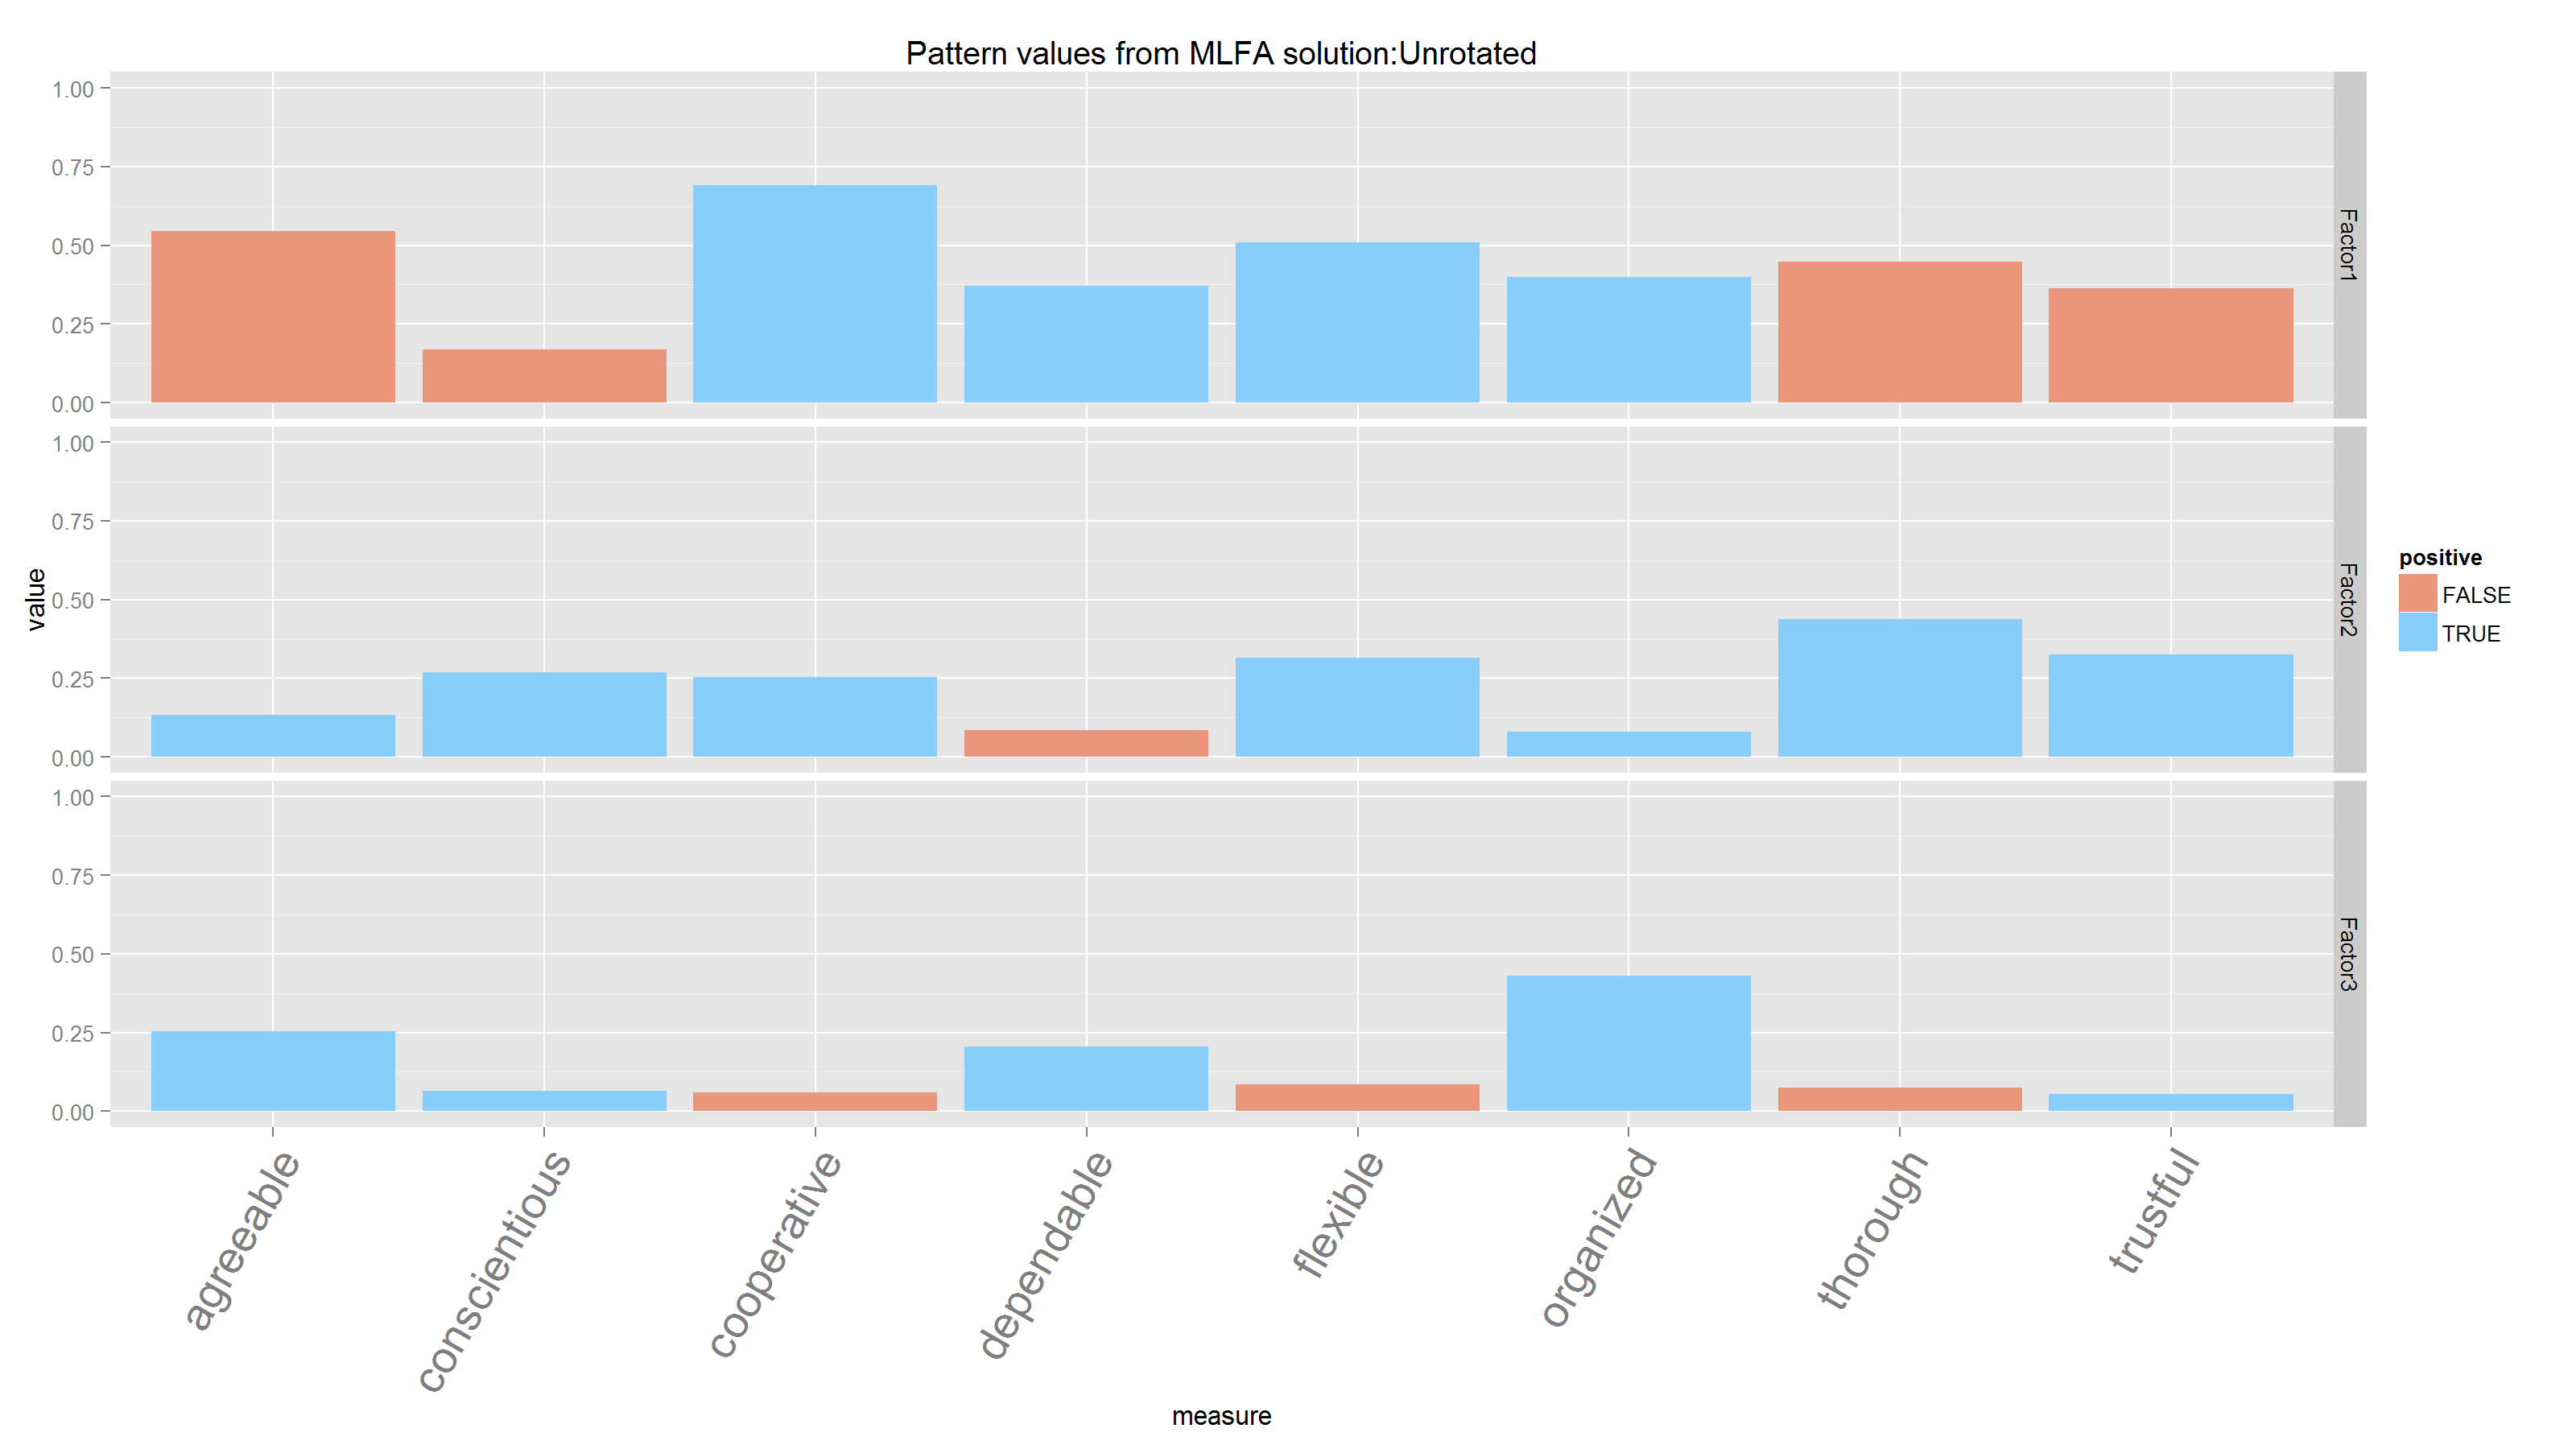 Pattern values from MLFA solution:Unrotated
1.00
0.75
0.50
0.25
0.00
Factor1
1.00
0.75
0.50
0.25
0.00
Factor2
1.00
0.75
0.50
0.25
0.00
Factor3
value
agreeable
conscientious
cooperative
dependable
flexible
organized
thorough
trustful
measure
positive
FALSE
TRUE